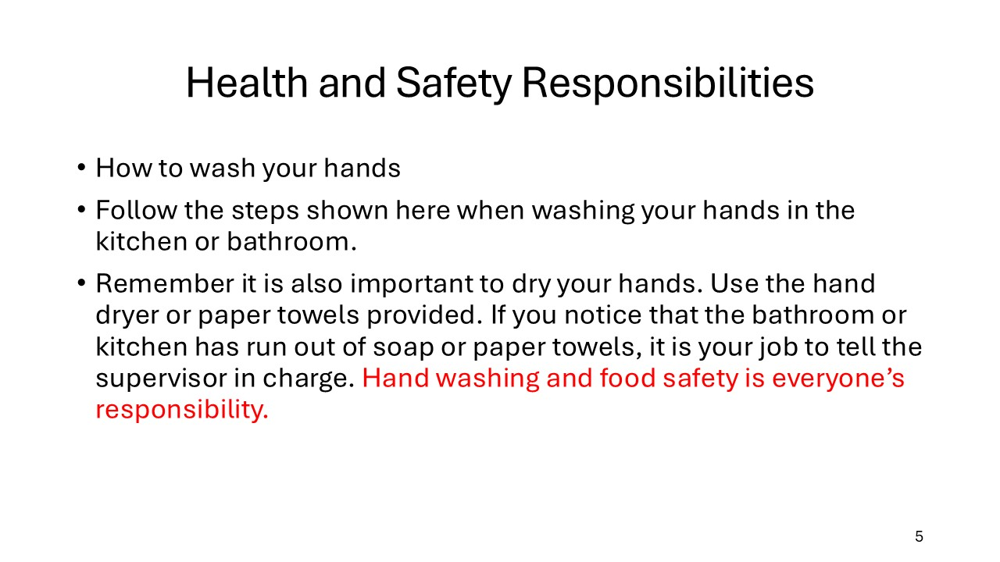 Health and Safety Responsibilities
• How to wash your hands
• Follow the steps shown here when washing your hands in the
kitchen or bathroom.
• Remember it is also important to dry your hands. Use the hand
dryer or paper towels provided. If you notice that the bathroom or
kitchen has run out of soap or paper towels, it is your job to tell the
supervisor in charge. Hand washing and food safety is everyone’s
responsibility.
5